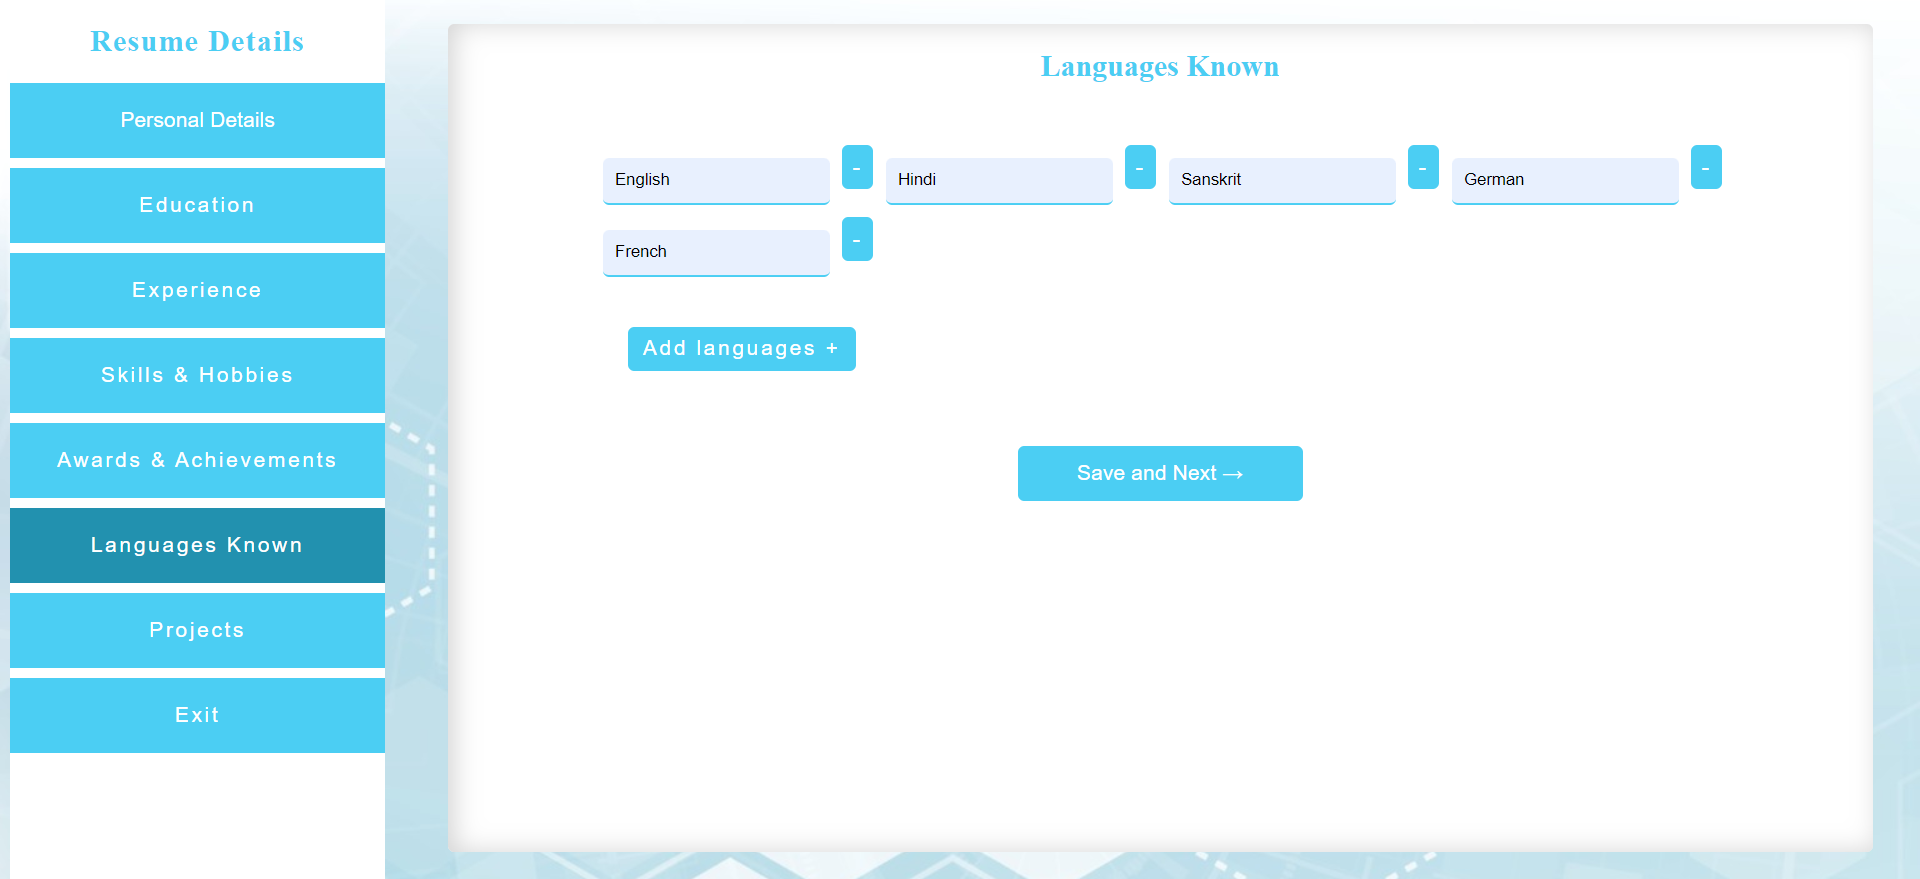 Resume Details
Personal Details
Education
Experience
Skills & Hobbies
Awards & Achievements
Languages Known
Projects
Exit
Languages Known
English - Hindi - Sanskrit - German -
French -
Add languages +
Save and Next →